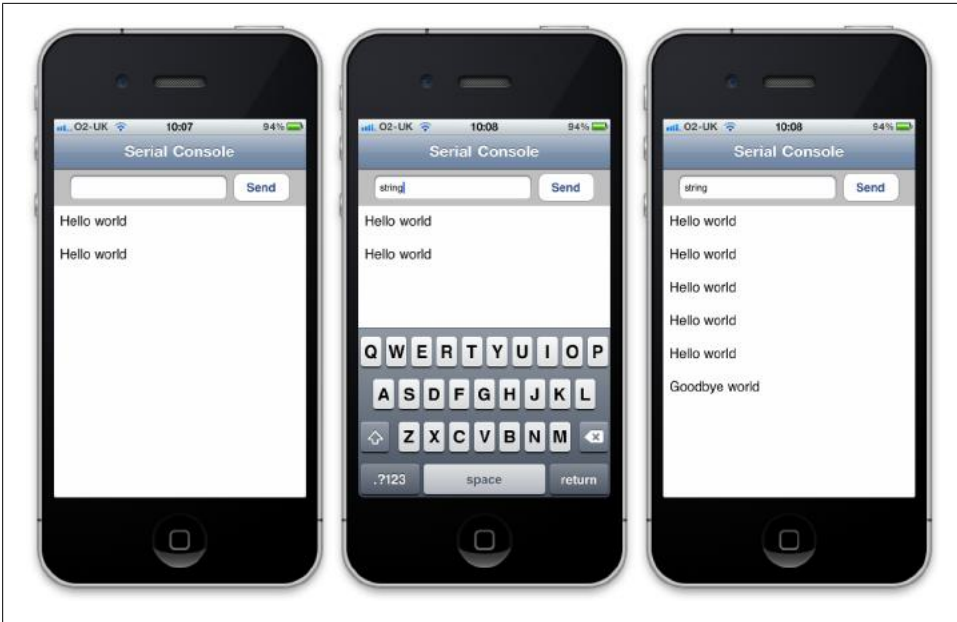 O2-UK 10:07 94%
Serial Console
Send
Hello world
Hello world
O2-UK 10:08 94%
Serial Console
string Send
Hello world
Hello world
Q W E R T Y U I O P
A S D F G H J K L
Z X C V B N M
.?123 space return
O2-UK 10:08 94%
Serial Console
string Send
Hello world
Hello world
Hello world
Hello world
Hello world
Goodbye world